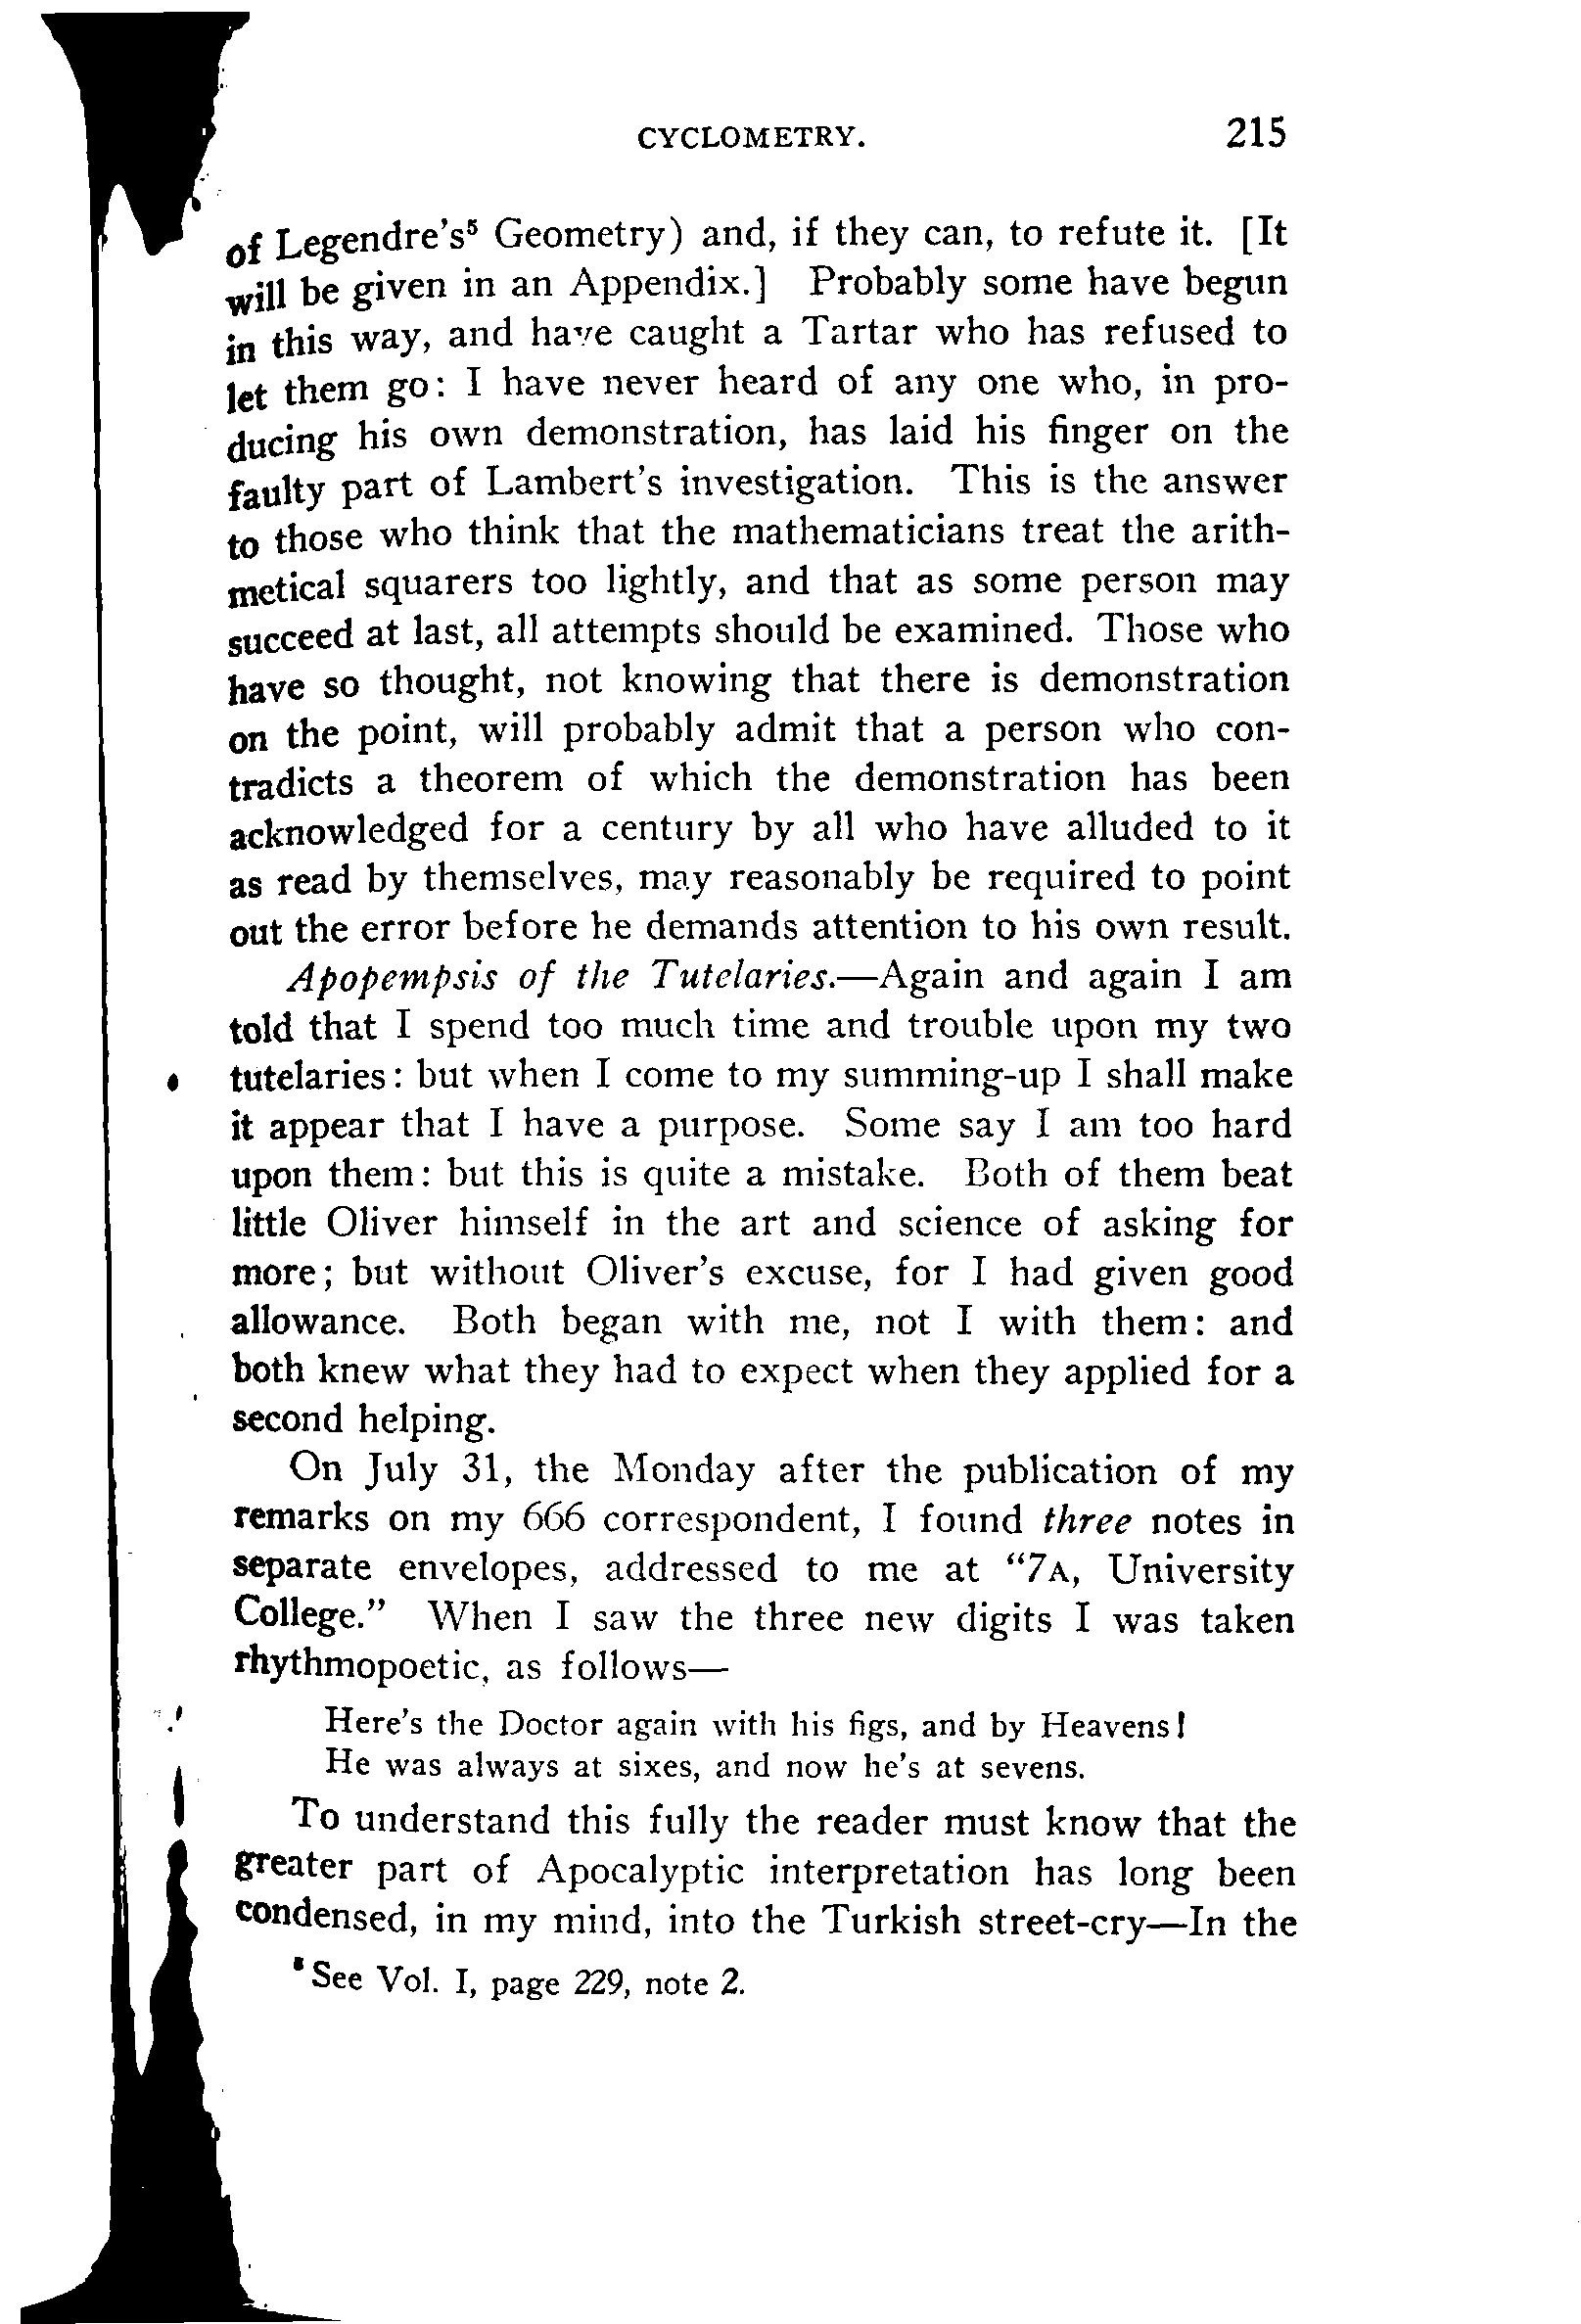 CYCLOMETRY. 215
of Legendre's⁵ Geometry) and, if they can, to refute it. [It
will be given in an Appendix.] Probably some have begun
in this way, and have caught a Tartar who has refused to
let them go: I have never heard of any one who, in pro-
ducing his own demonstration, has laid his finger on the
faulty part of Lambert's investigation. This is the answer
to those who think that the mathematicians treat the arith-
metical squarers too lightly, and that as some person may
succeed at last, all attempts should be examined. Those who
have so thought, not knowing that there is demonstration
on the point, will probably admit that a person who con-
tradicts a theorem of which the demonstration has been
acknowledged for a century by all who have alluded to it
as read by themselves, may reasonably be required to point
out the error before he demands attention to his own result.
Apopempsis of the Tutelaries.—Again and again I am
told that I spend too much time and trouble upon my two
tutelaries: but when I come to my summing-up I shall make
it appear that I have a purpose. Some say I am too hard
upon them: but this is quite a mistake. Both of them beat
little Oliver himself in the art and science of asking for
more; but without Oliver's excuse, for I had given good
allowance. Both began with me, not I with them: and
both knew what they had to expect when they applied for a
second helping.
On July 31, the Monday after the publication of my
remarks on my 666 correspondent, I found three notes in
separate envelopes, addressed to me at "7A, University
College." When I saw the three new digits I was taken
rhythmopoetic, as follows—
Here's the Doctor again with his figs, and by Heavens!
He was always at sixes, and now he's at sevens.
To understand this fully the reader must know that the
greater part of Apocalyptic interpretation has long been
condensed, in my mind, into the Turkish street-cry—In the
⁵ See Vol. I, page 229, note 2.